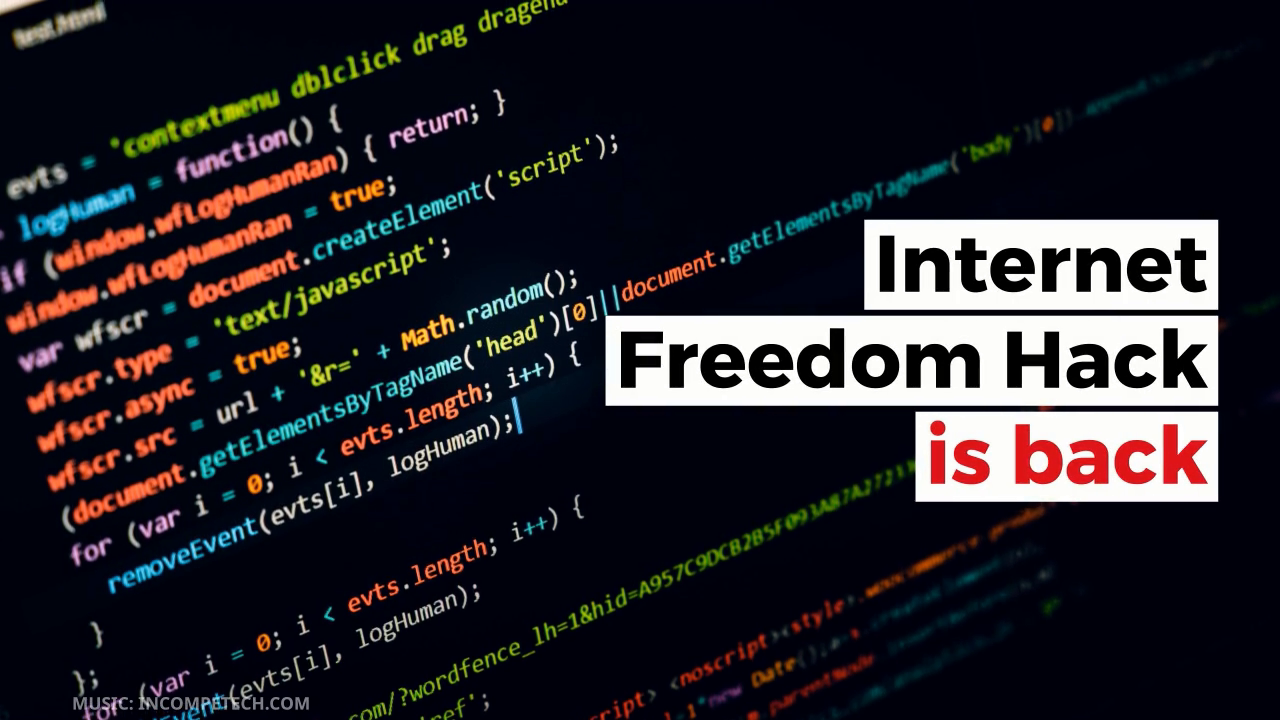 test.html
evts = 'contextmenu dblclick drag dragend
logHuman = function() {
if (window.wfLogHumanRan) { return; }
window.wfLogHumanRan = true;
var wfscr = document.createElement('script');
wfscr.type = 'text/javascript';
wfscr.async = true;
wfscr.src = url + '&r=' + Math.random();
(document.getElementsByTagName('head')[0]||document.getElementsByTagName('body')[0])
for (var i = 0; i < evts.length; i++) {
removeEvent(evts[i], logHuman);
}
};
for (var i = 0; i < evts.length; i++) {
(evts[i], logHuman);
com/?wordfence_lh=1&hid=A957C9DCB2B5F093A87A
Internet
Freedom Hack
is back
MUSIC: INCOMPETECH.COM